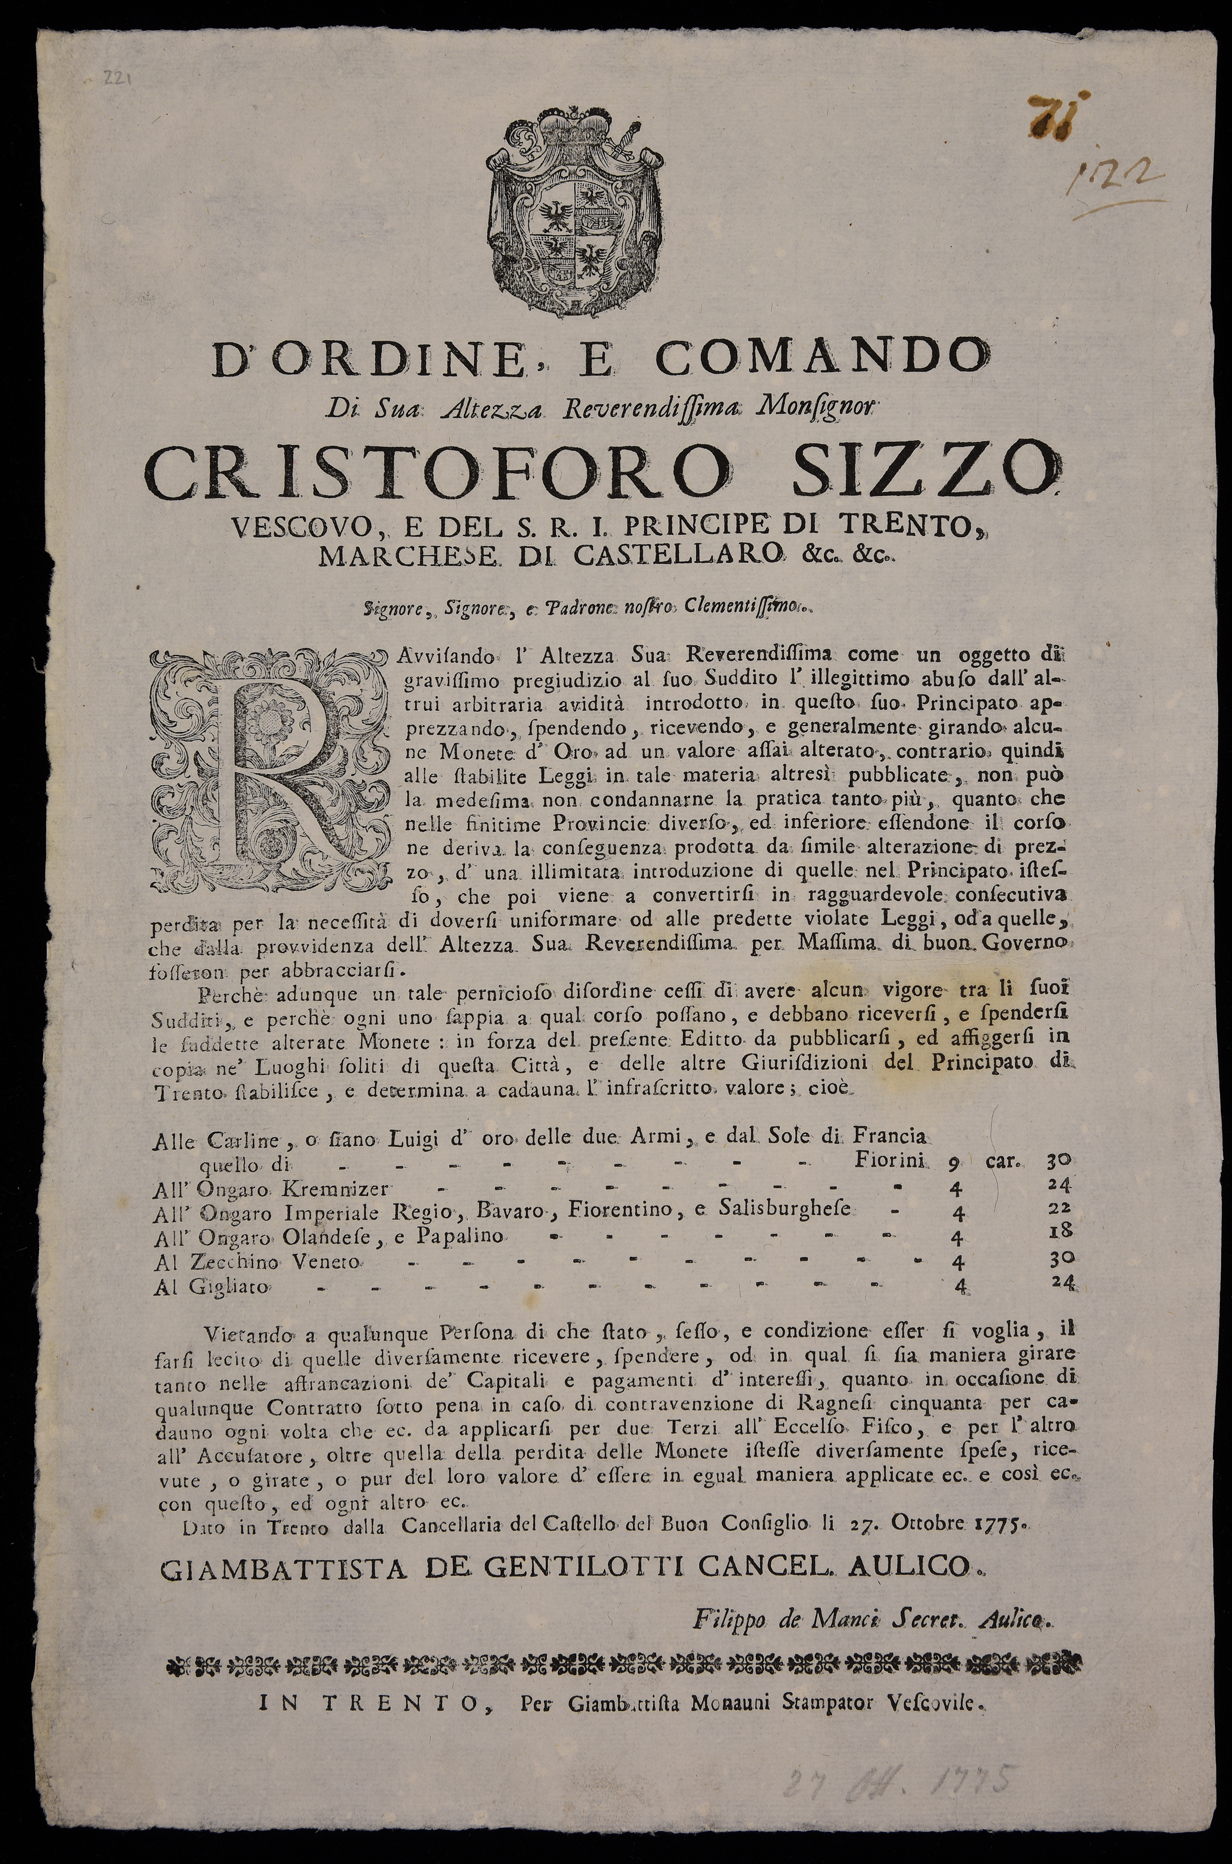 221
71
122
D'ORDINE, E COMANDO
Di Sua Altezza Reverendiſſima Monſignor
CRISTOFORO SIZZO
VESCOVO, E DEL S. R. I. PRINCIPE DI TRENTO,
MARCHESE DI CASTELLARO &c. &c.
Signore, Signore, e Padrone noſtro Clementiſſimo.
RAvviſando l' Altezza Sua Reverendiſſima come un oggetto di
graviſſimo pregiudizio al ſuo Suddito l' illegittimo abuſo dall' al-
trui arbitraria avidità introdotto in queſto ſuo Principato ap-
prezzando, ſpendendo, ricevendo, e generalmente girando alcu-
ne Monete d' Oro ad un valore aſſai alterato, contrario quindi
alle ſtabilite Leggi in tale materia altresì pubblicate, non può
la medeſima non condannarne la pratica tanto più, quanto che
nelle finitime Provincie diverſo, ed inferiore eſſendone il corſo
ne deriva la conſeguenza prodotta da ſimile alterazione di prez-
zo, d' una illimitata introduzione di quelle nel Principato iſteſ-
ſo, che poi viene a convertirſi in ragguardevole conſecutiva
perdita per la neceſſità di doverſi uniformare od alle predette violate Leggi, od a quelle,
che dalla provvidenza dell' Altezza Sua Reverendiſſima per Maſſima di buon Governo
foſſeron per abbracciarſi.
Perchè adunque un tale pernicioſo diſordine ceſſi di avere alcun vigore tra li ſuoi
Sudditi, e perchè ogni uno ſappia a qual corſo poſſano, e debbano riceverſi, e ſpenderſi
le ſuddette alterate Monete: in forza del preſente Editto da pubblicarſi, ed affiggerſi in
copia ne' Luoghi ſoliti di queſta Città, e delle altre Giuriſdizioni del Principato di
Trento ſtabiliſce, e determina a cadauna l' infraſcritto valore; cioè
Alle Carline, o ſiano Luigi d' oro delle due Armi, e dal Sole di Francia
quello di - - - - - - - - - Fiorini 9 car. 30
All' Ongaro Kremnizer - - - - - - - - - 4 24
All' Ongaro Imperiale Regio, Bavaro, Fiorentino, e Salisburgheſe - 4 22
All' Ongaro Olandeſe, e Papalino - - - - - - - 4 18
Al Zecchino Veneto - - - - - - - - - - 4 30
Al Gigliato - - - - - - - - - - - - 4 24
Vietando a qualunque Perſona di che ſtato, ſeſſo, e condizione eſſer ſi voglia, il
farſi lecito di quelle diverſamente ricevere, ſpendere, od in qual ſi ſia maniera girare
tanto nelle affrancazioni de' Capitali e pagamenti d' intereſſi, quanto in occaſione di
qualunque Contratto ſotto pena in caſo di contravenzione di Ragneſi cinquanta per ca-
dauno ogni volta che ec. da applicarſi per due Terzi all' Eccelſo Fiſco, e per l' altro
all' Accuſatore, oltre quella della perdita delle Monete iſteſſe diverſamente ſpeſe, rice-
vute, o girate, o pur del loro valore d' eſſere in egual maniera applicate ec. e così ec.
con queſto, ed ogni altro ec.
Dato in Trento dalla Cancellaria del Caſtello del Buon Conſiglio li 27. Ottobre 1775.
GIAMBATTISTA DE GENTILOTTI CANCEL. AULICO.
Filippo de Manci Secret. Aulico.
IN TRENTO, Per Giambattiſta Monauni Stampator Veſcovile.
27 Ott. 1775